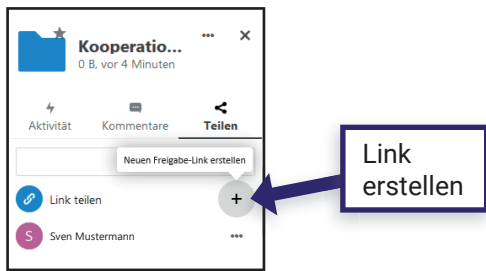 Kooperatio... ••• ×
0 B, vor 4 Minuten
Aktivität Kommentare Teilen
Neuen Freigabe-Link erstellen
Link teilen +
S Sven Mustermann •••
Link
erstellen